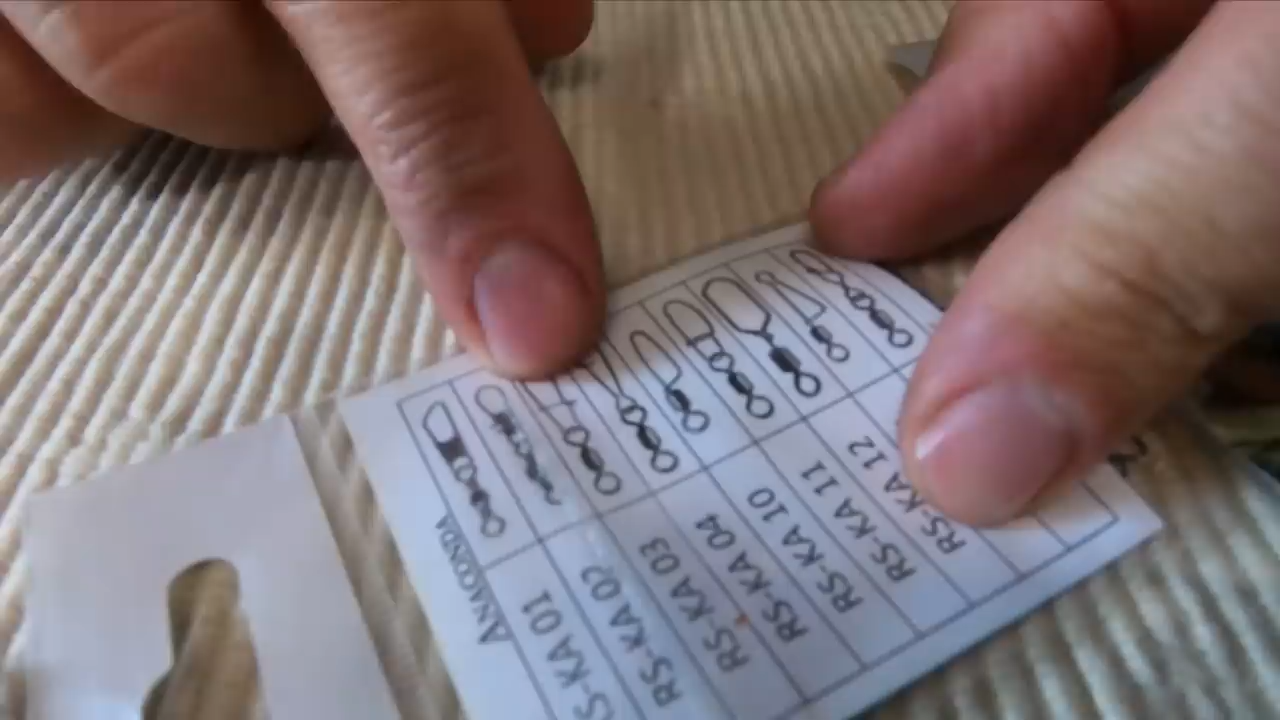 ANACONDA
S-KA 01
RS-KA 02
RS-KA 03
RS-KA 04
RS-KA 10
RS-KA 11
RS-KA 12